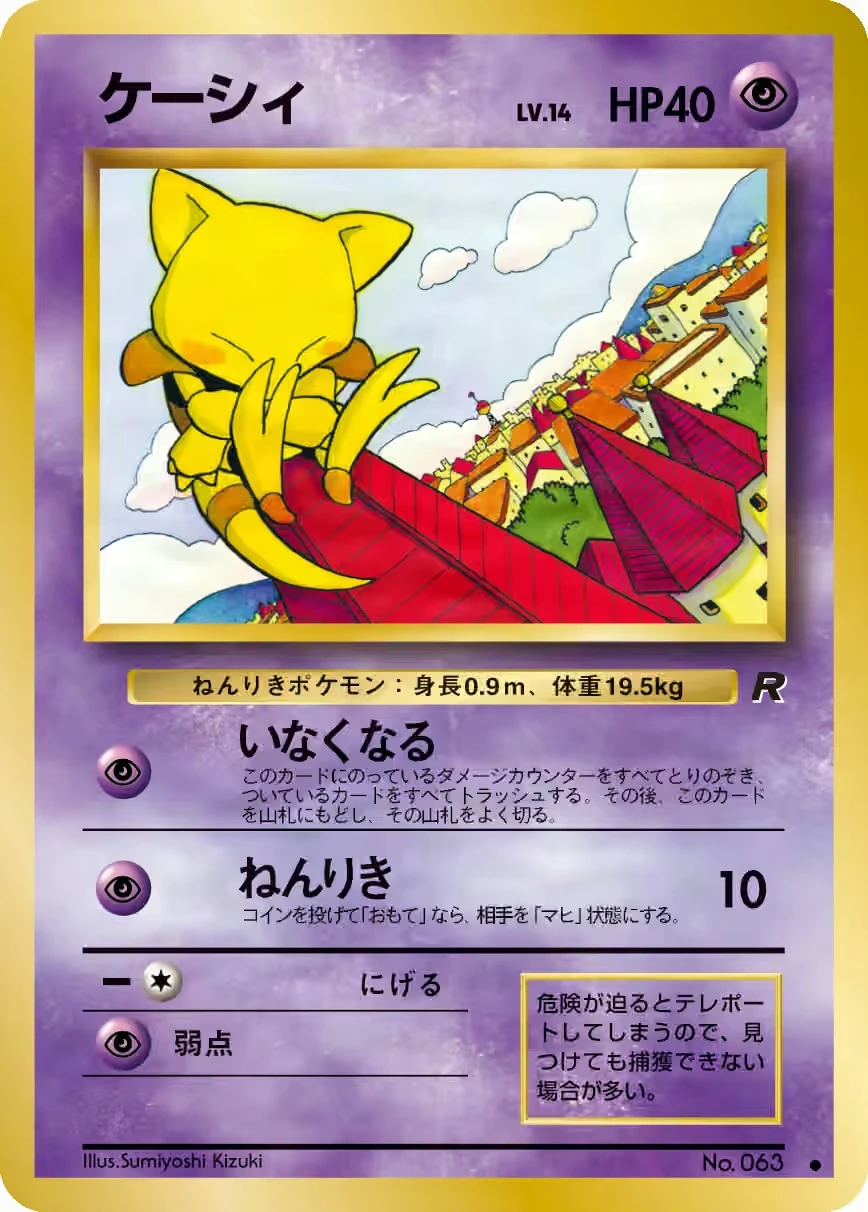 ケーシィ
LV.14 HP40
ねんりきポケモン：身長0.9m、体重19.5kg
R
いなくなる
このカードにのっているダメージカウンターをすべてとりのぞき、
ついているカードをすべてトラッシュする。その後、このカード
を山札にもどし、その山札をよく切る。
ねんりき 10
コインを投げて「おもて」なら、相手を「マヒ」状態にする。
にげる
弱点
危険が迫るとテレポー
トしてしまうので、見
つけても捕獲できない
場合が多い。
Illus.Sumiyoshi Kizuki
No. 063